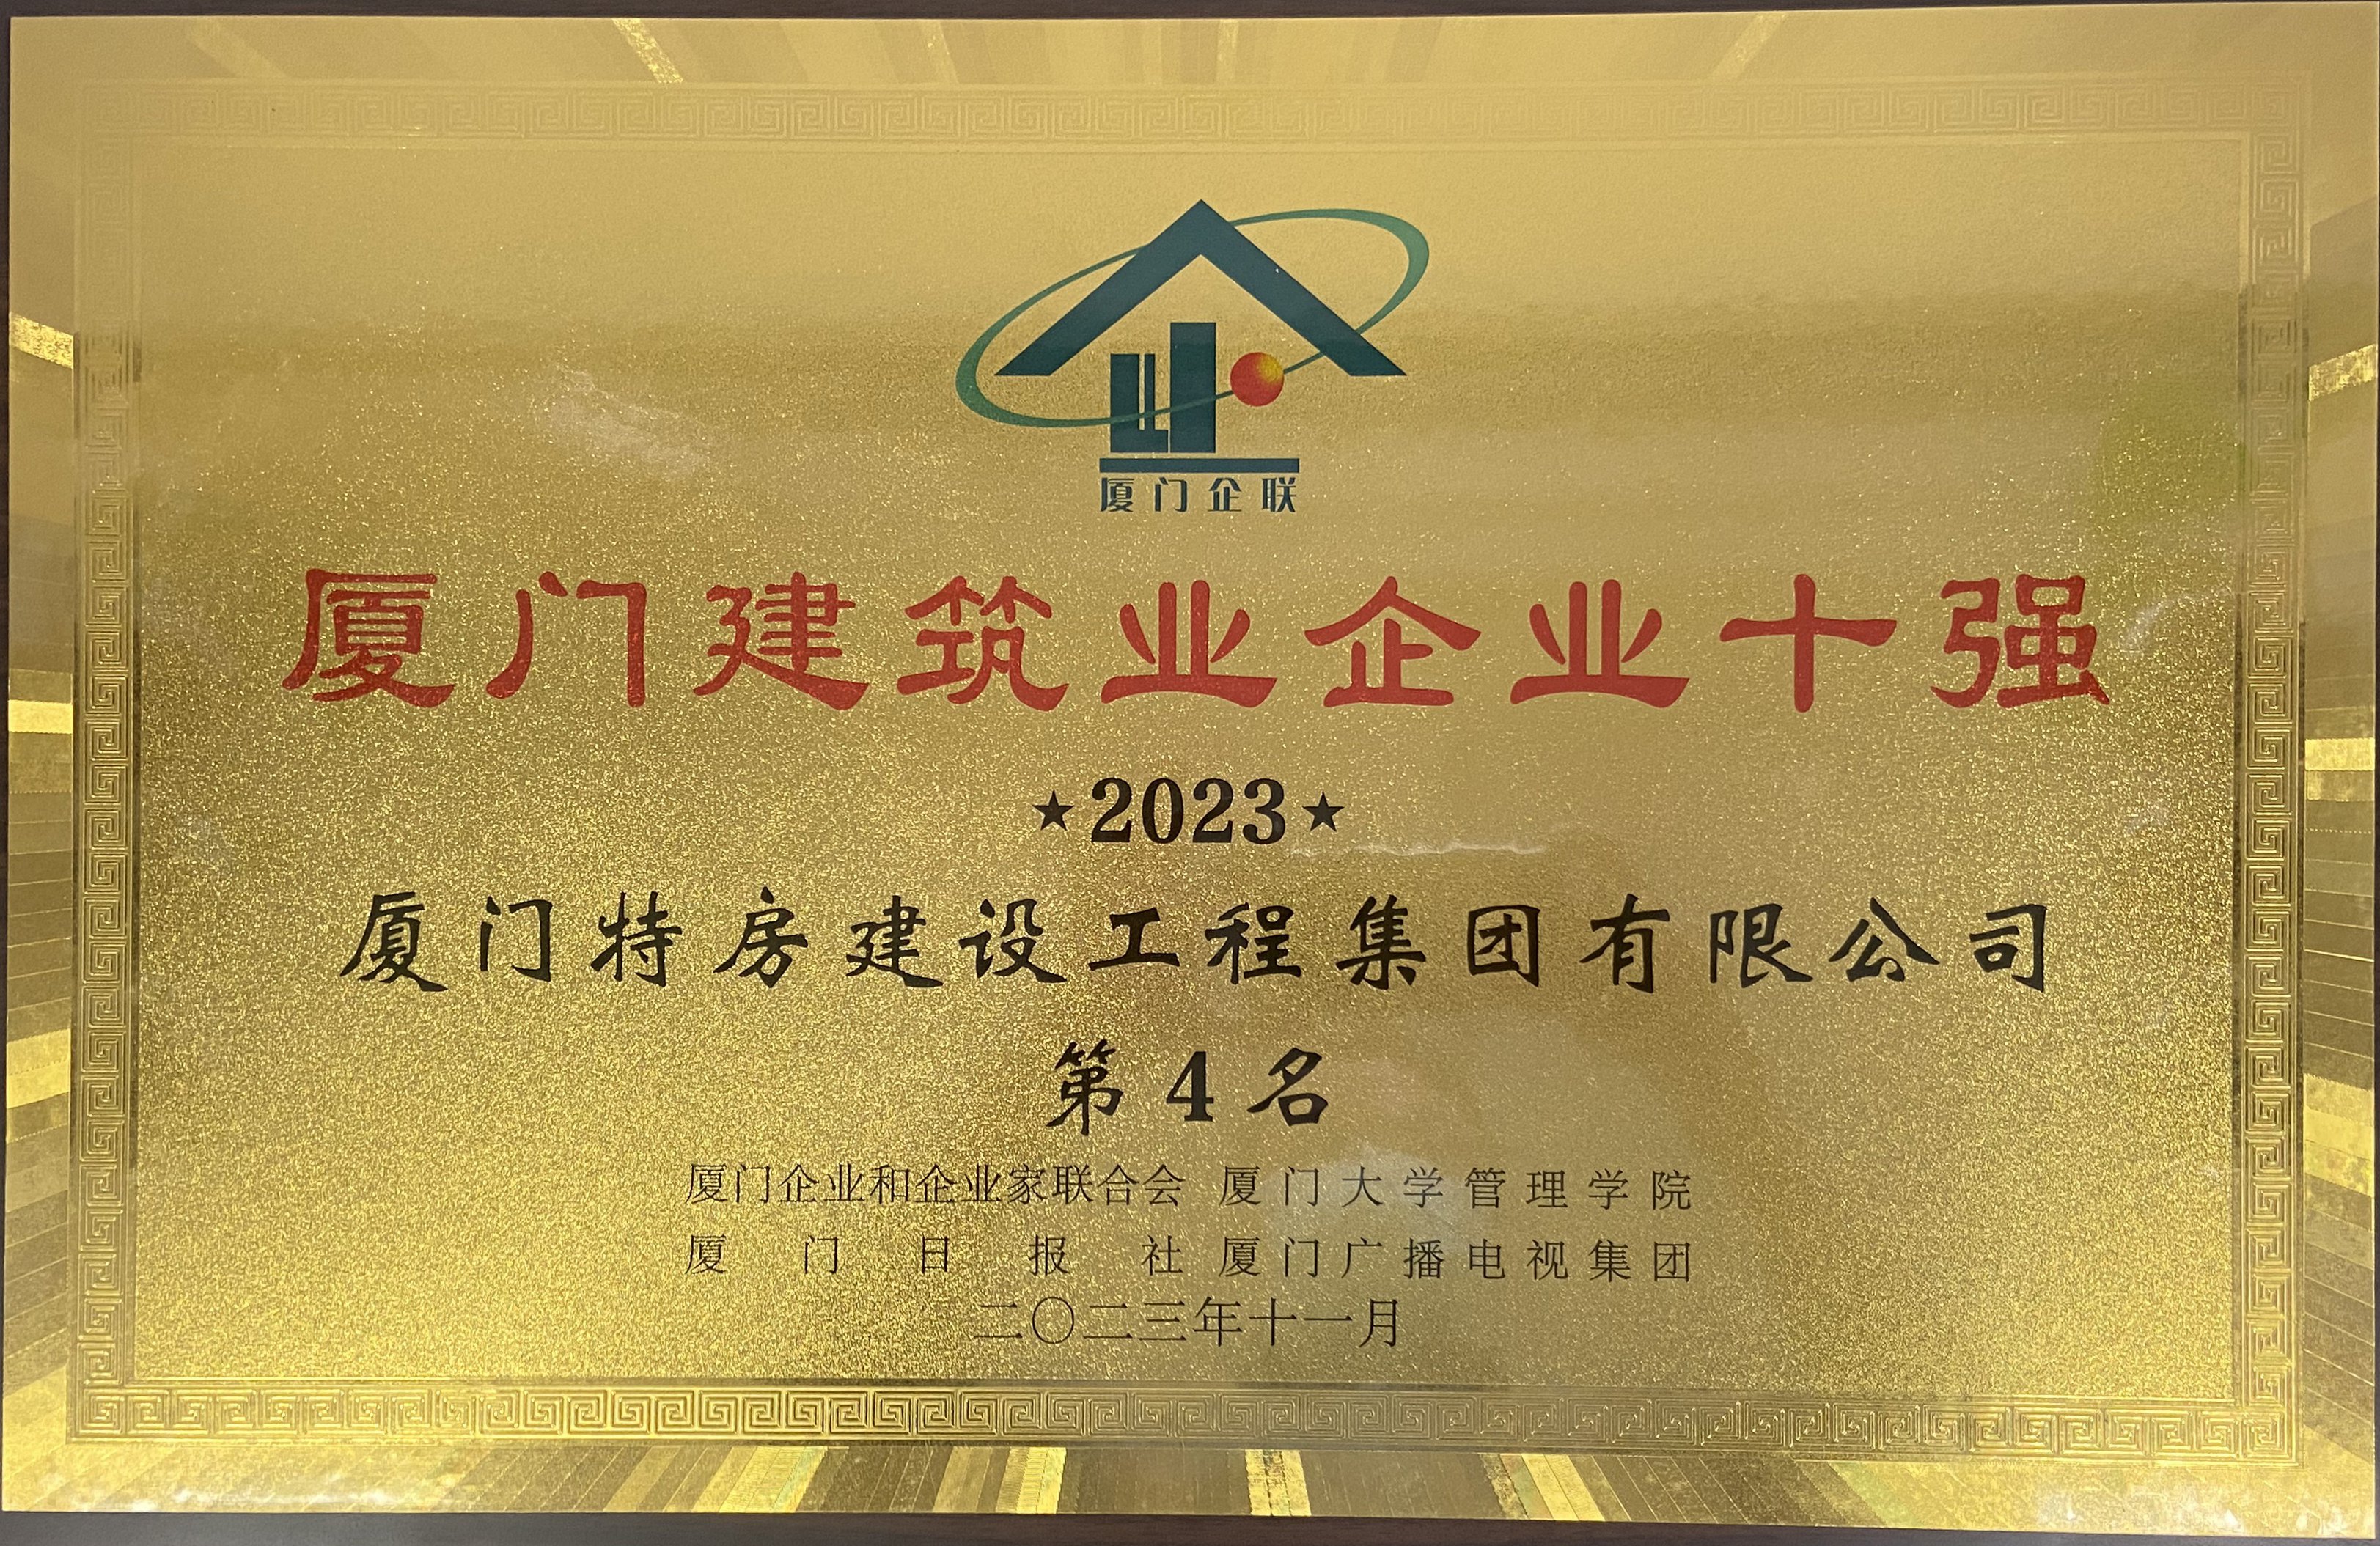 厦门企联
厦门建筑业企业十强
★2023★
厦门特房建设工程集团有限公司
第4名
厦门企业和企业家联合会 厦门大学管理学院
厦门日报社 厦门广播电视集团
二〇二三年十一月